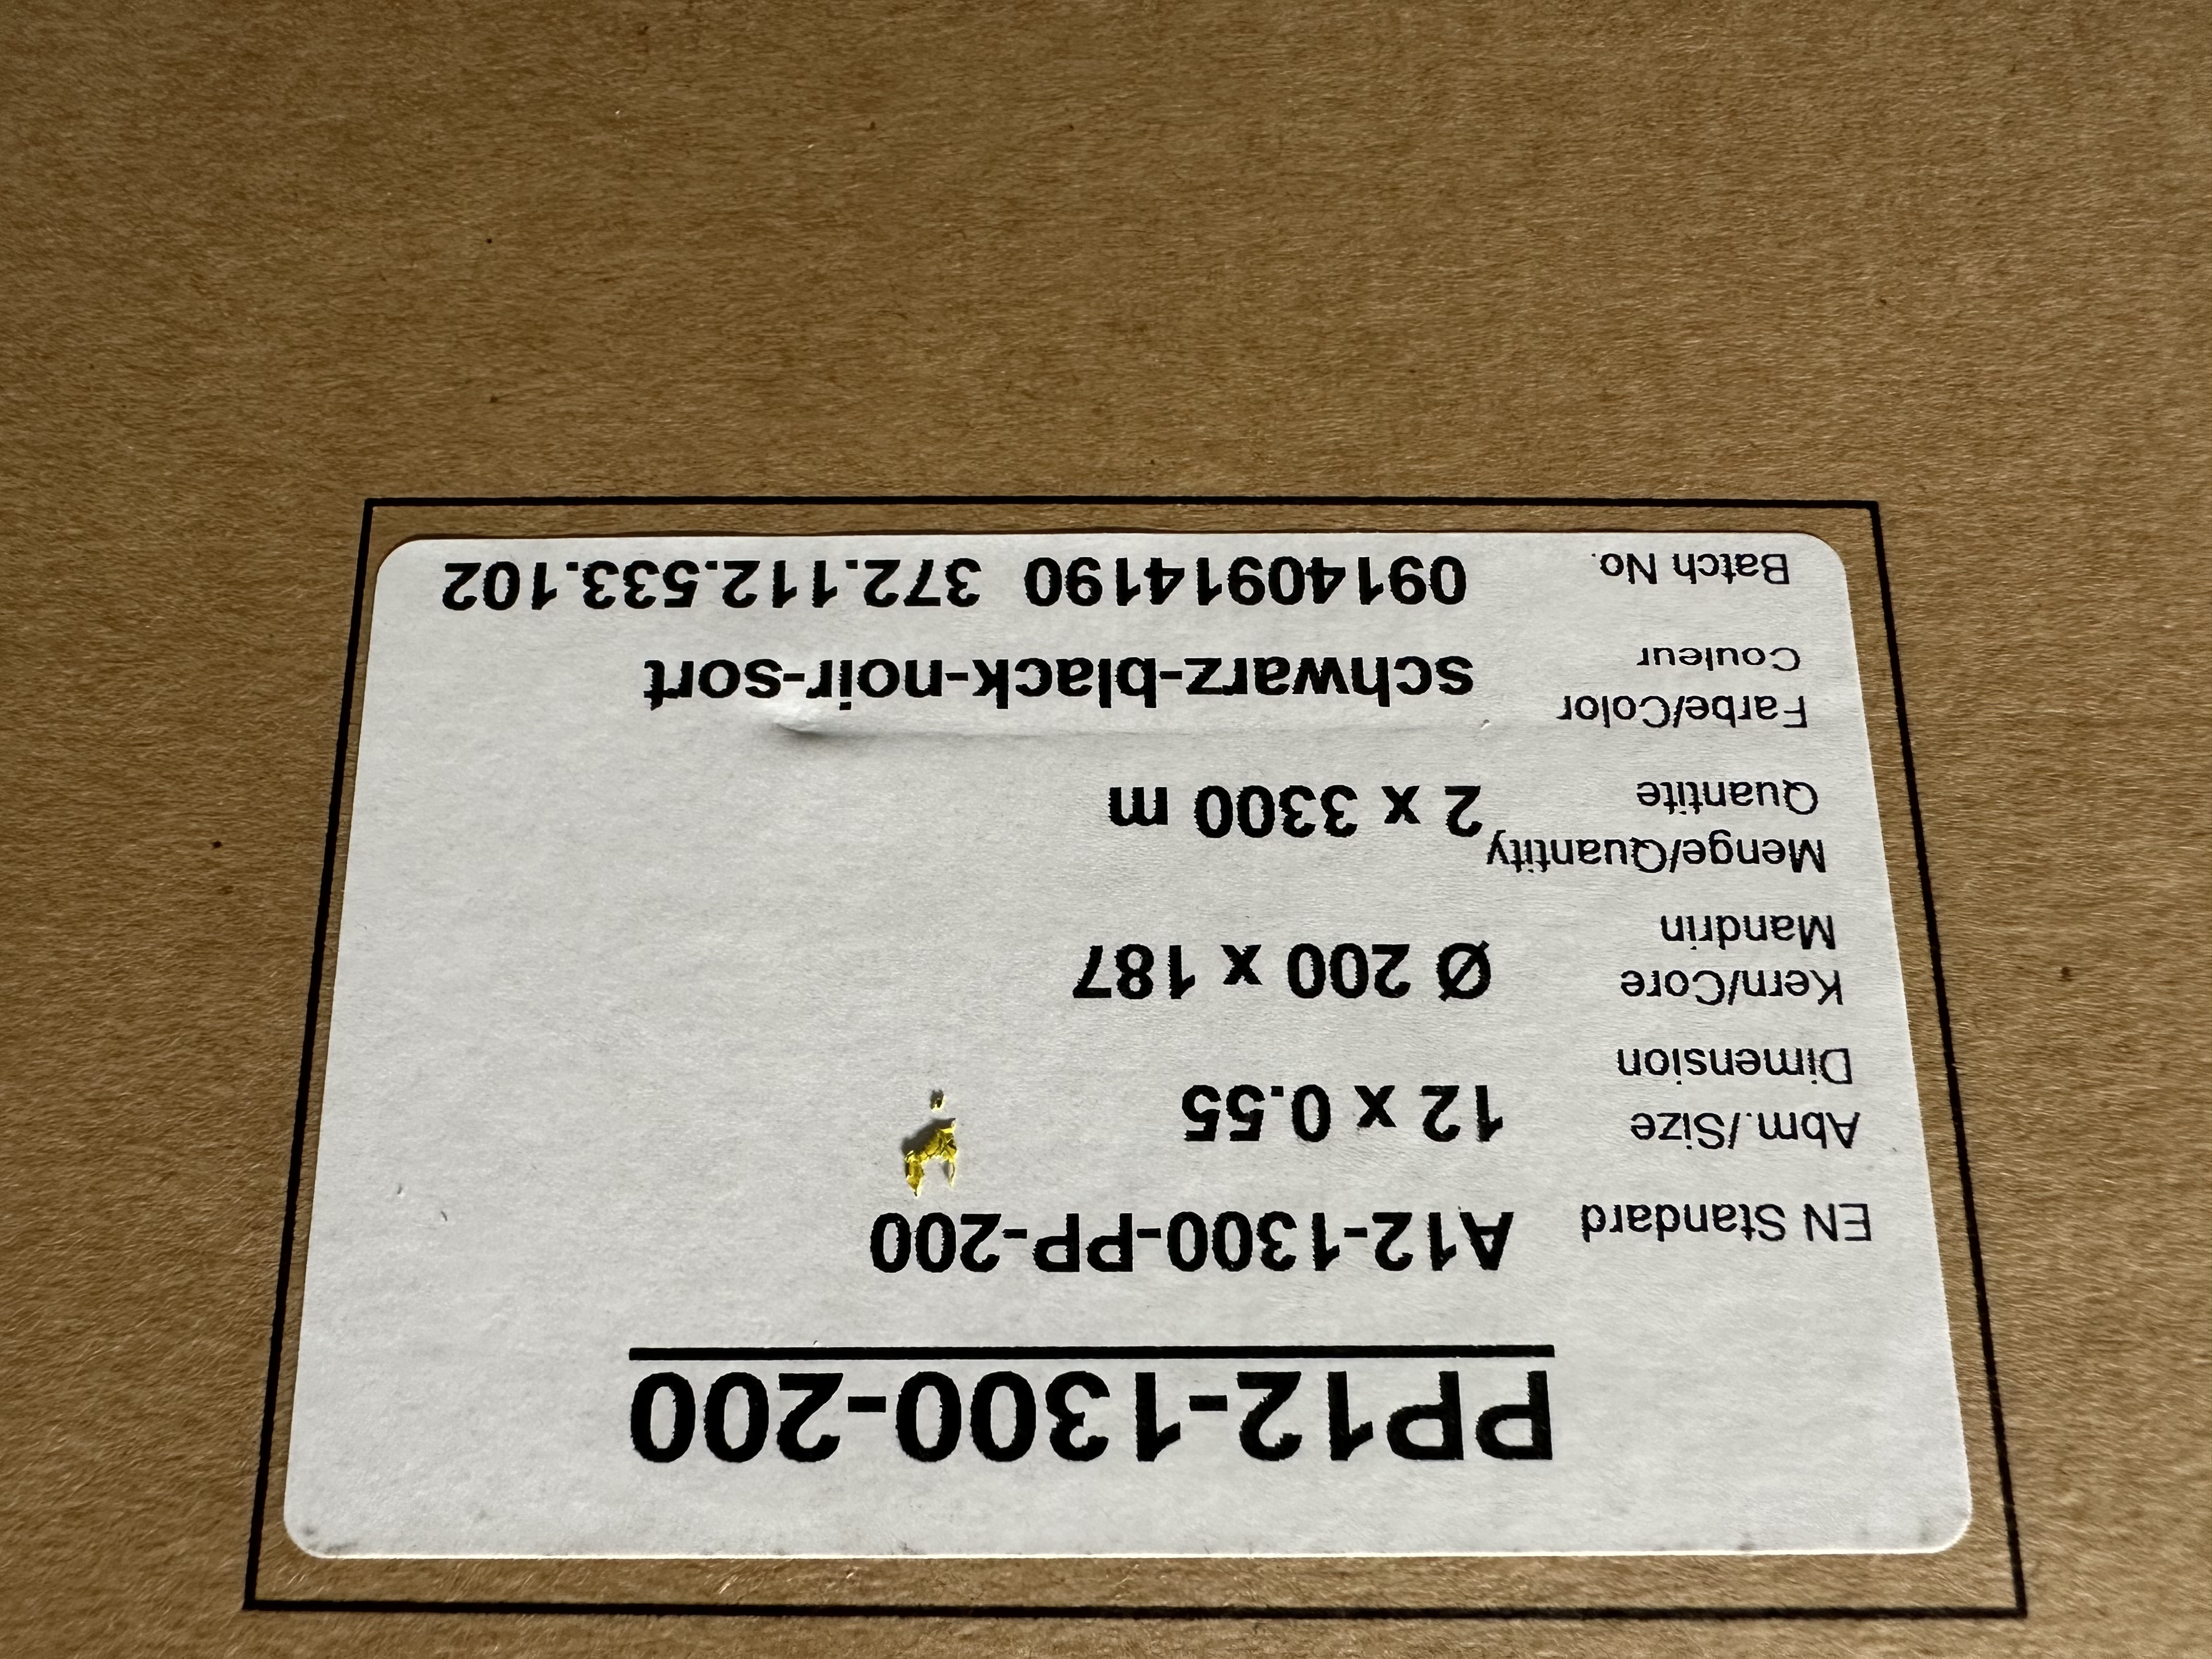 PP12-1300-200
EN Standard A12-1300-PP-200
Abm./Size 12 x 0.55
Dimension
Kern/Core Ø 200 x 187
Mandrin
Menge/Quantity 2 x 3300 m
Quantite
Farbe/Color schwarz-black-noir-sort
Couleur
Batch No. 09140914190 372.112.533.102